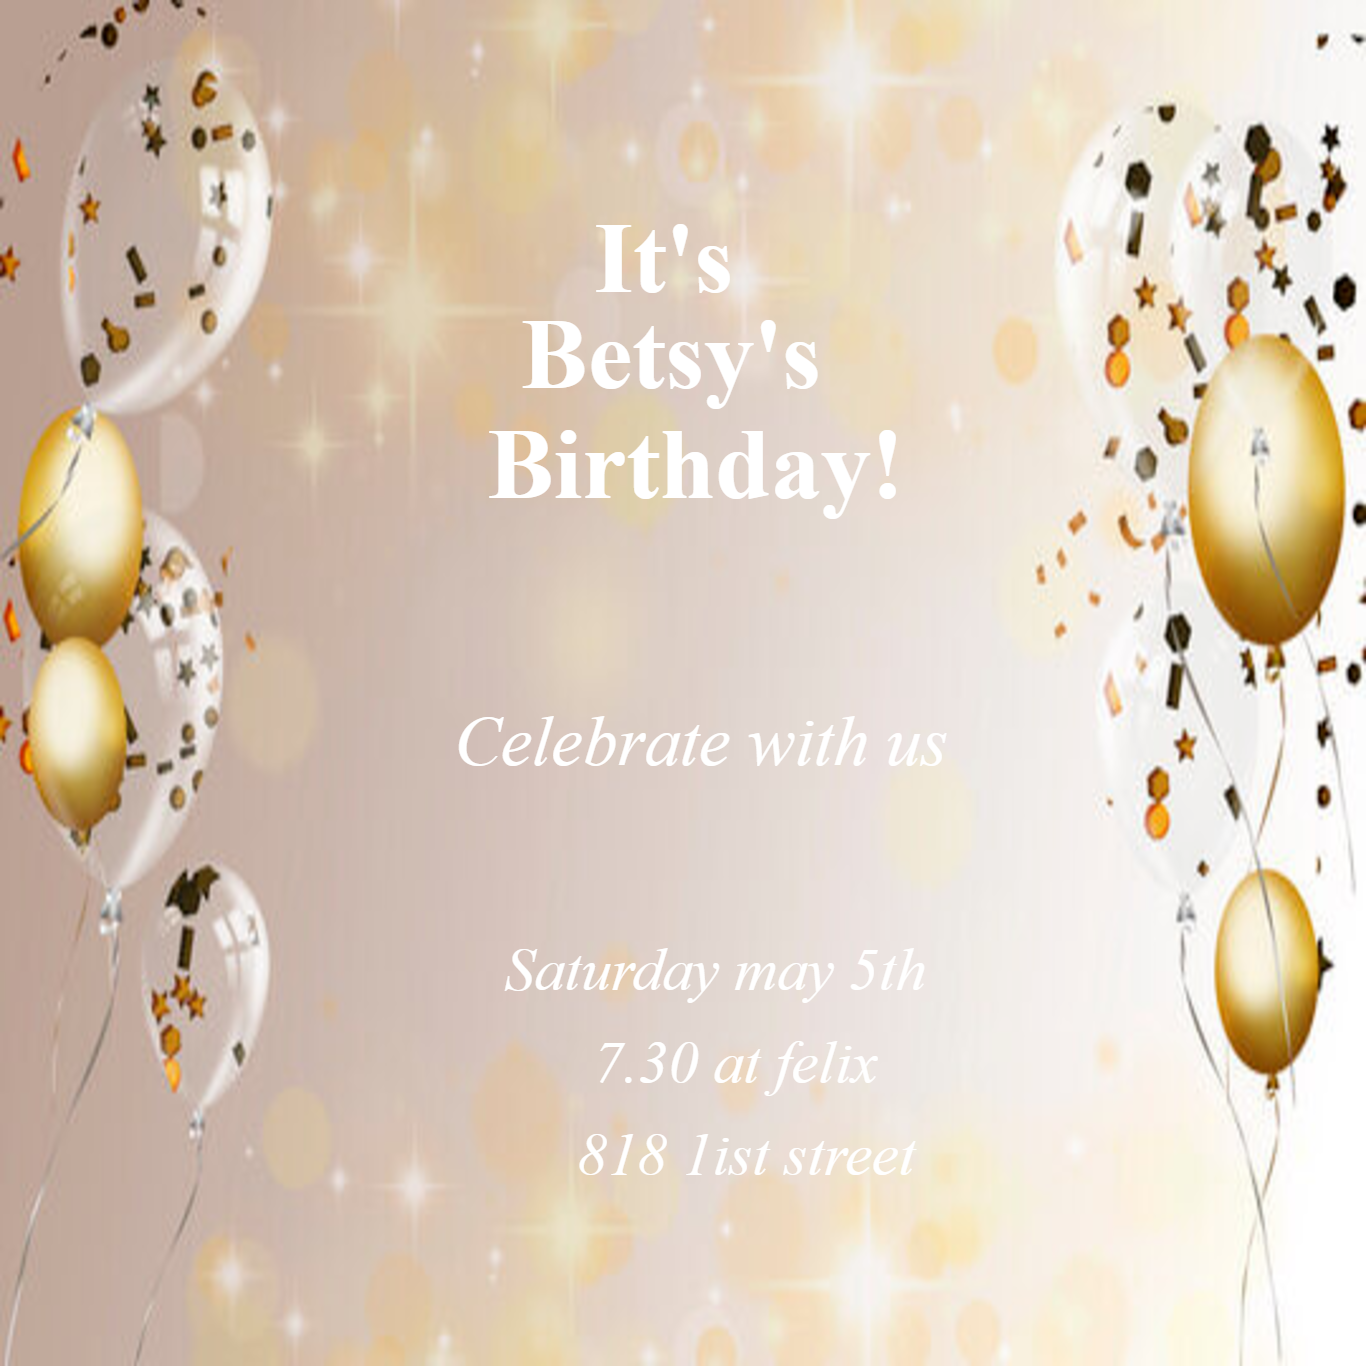 It's
Betsy's
Birthday!
Celebrate with us
Saturday may 5th
7.30 at felix
818 1ist street